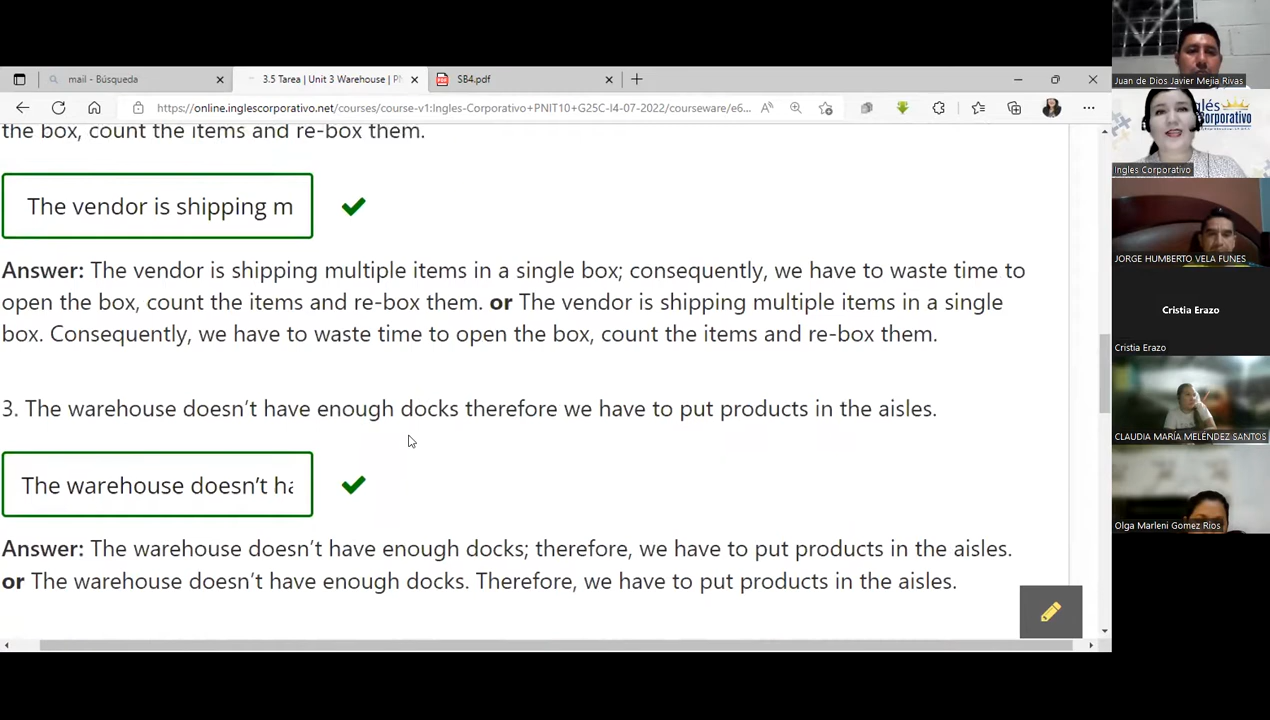 mail - Búsqueda
3.5 Tarea | Unit 3 Warehouse | PN
SB4.pdf
https://online.inglescorporativo.net/courses/course-v1:Ingles-Corporativo+PNIT10+G25C-I4-07-2022/courseware/e6...
the box, count the items and re-box them.
The vendor is shipping m
Answer: The vendor is shipping multiple items in a single box; consequently, we have to waste time to
open the box, count the items and re-box them. or The vendor is shipping multiple items in a single
box. Consequently, we have to waste time to open the box, count the items and re-box them.
3. The warehouse doesn't have enough docks therefore we have to put products in the aisles.
The warehouse doesn't ha
Answer: The warehouse doesn't have enough docks; therefore, we have to put products in the aisles.
or The warehouse doesn't have enough docks. Therefore, we have to put products in the aisles.
Juan de Dios Javier Mejia Rivas
Inglés
Corporativo
Ingles Corporativo
JORGE HUMBERTO VELA FUNES
Cristia Erazo
Cristia Erazo
CLAUDIA MARÍA MELÉNDEZ SANTOS
Olga Marleni Gomez Rios